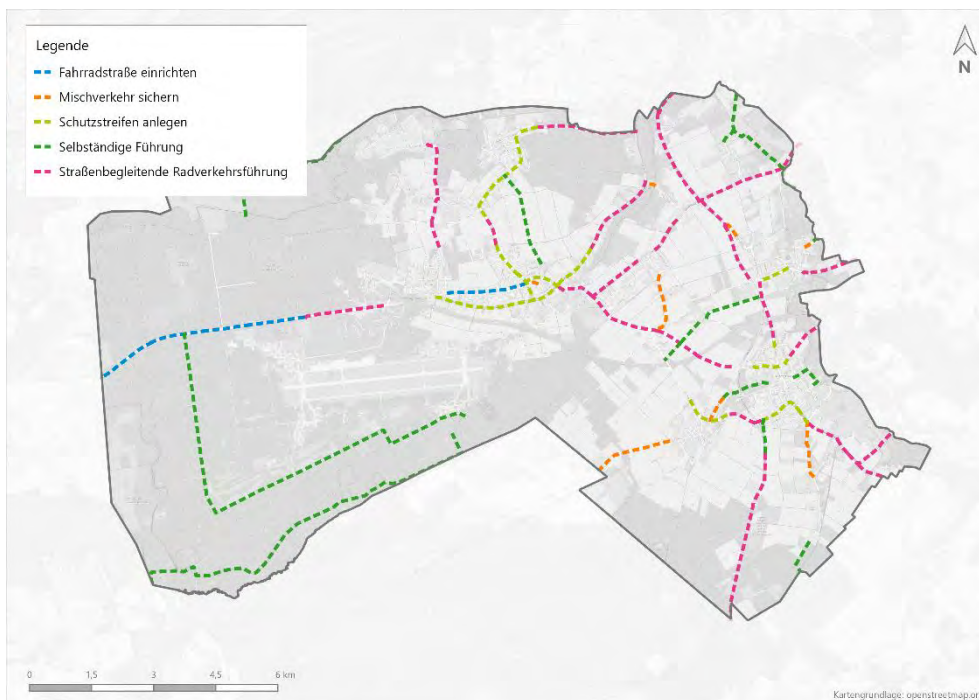 Legende
Fahrradstraße einrichten
Mischverkehr sichern
Schutzstreifen anlegen
Selbständige Führung
Straßenbegleitende Radverkehrsführung
N
0 1,5 3 4,5 6 km
Kartengrundlage: openstreetmap.or